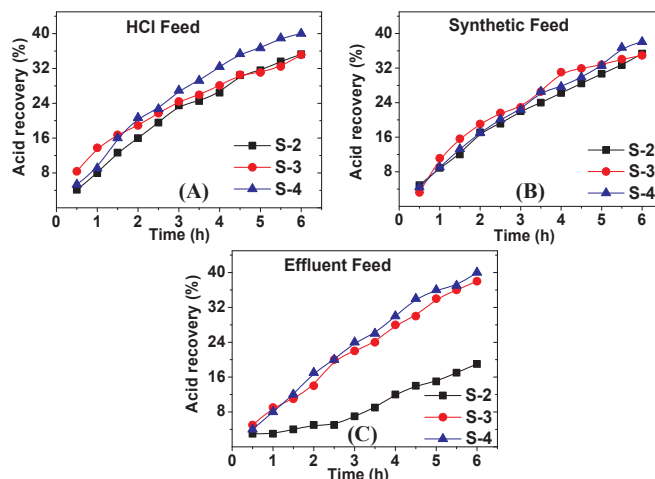 HCl Feed
Acid recovery (%)
40
32
24
16
8
S-2
S-3
S-4
(A)
0 1 2 3 4 5 6
Time (h)
Synthetic Feed
Acid recovery (%)
40
32
24
16
8
S-2
S-3
S-4
(B)
0 1 2 3 4 5 6
Time (h)
Effluent Feed
Acid recovery (%)
40
32
24
16
8
S-2
S-3
S-4
(C)
0 1 2 3 4 5 6
Time (h)